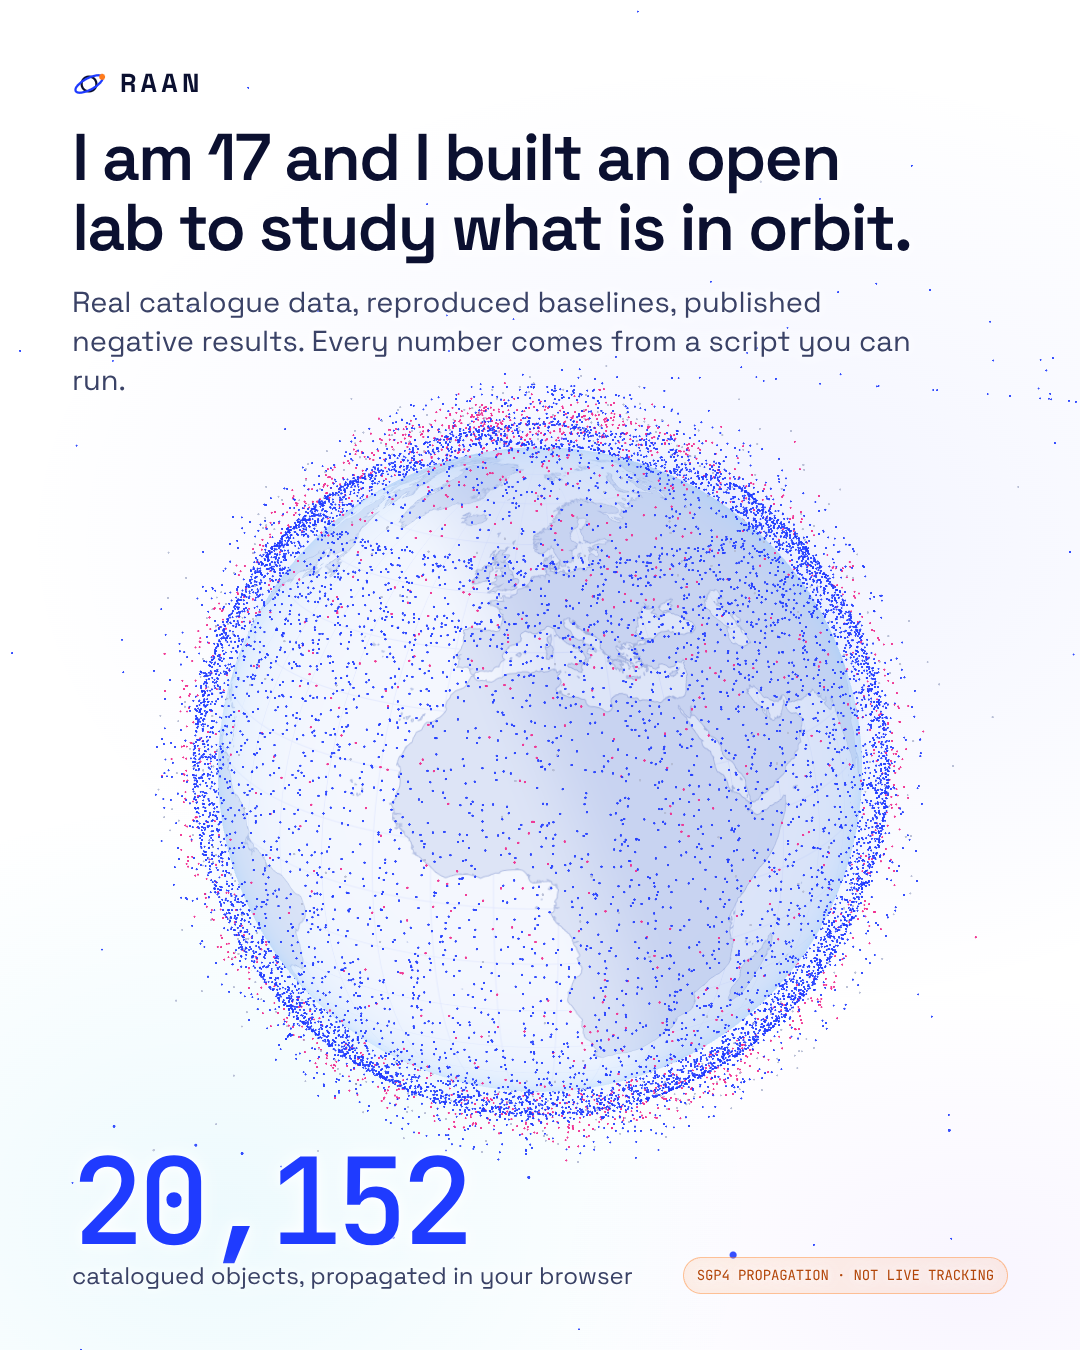 RAAN
I am 17 and I built an open
lab to study what is in orbit.
Real catalogue data, reproduced baselines, published
negative results. Every number comes from a script you can
run.
20,152
catalogued objects, propagated in your browser
SGP4 PROPAGATION · NOT LIVE TRACKING